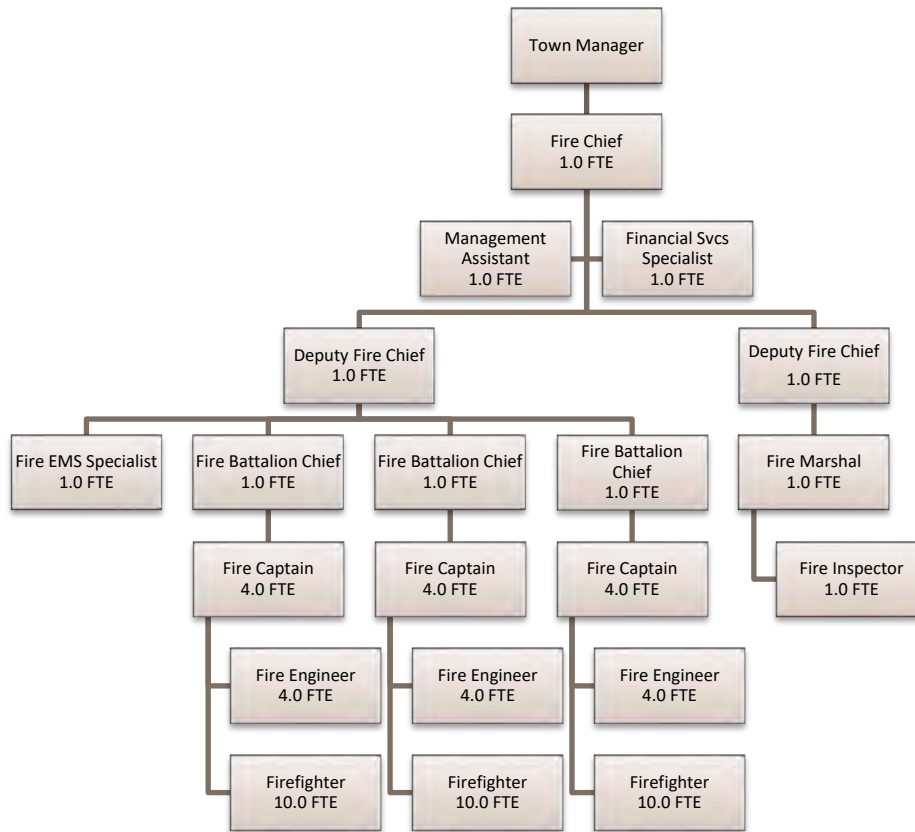 Town Manager
Fire Chief
1.0 FTE
Management
Assistant
1.0 FTE
Financial Svcs
Specialist
1.0 FTE
Deputy Fire Chief
1.0 FTE
Deputy Fire Chief
1.0 FTE
Fire EMS Specialist
1.0 FTE
Fire Battalion Chief
1.0 FTE
Fire Battalion Chief
1.0 FTE
Fire Battalion
Chief
1.0 FTE
Fire Marshal
1.0 FTE
Fire Captain
4.0 FTE
Fire Captain
4.0 FTE
Fire Captain
4.0 FTE
Fire Inspector
1.0 FTE
Fire Engineer
4.0 FTE
Fire Engineer
4.0 FTE
Fire Engineer
4.0 FTE
Firefighter
10.0 FTE
Firefighter
10.0 FTE
Firefighter
10.0 FTE